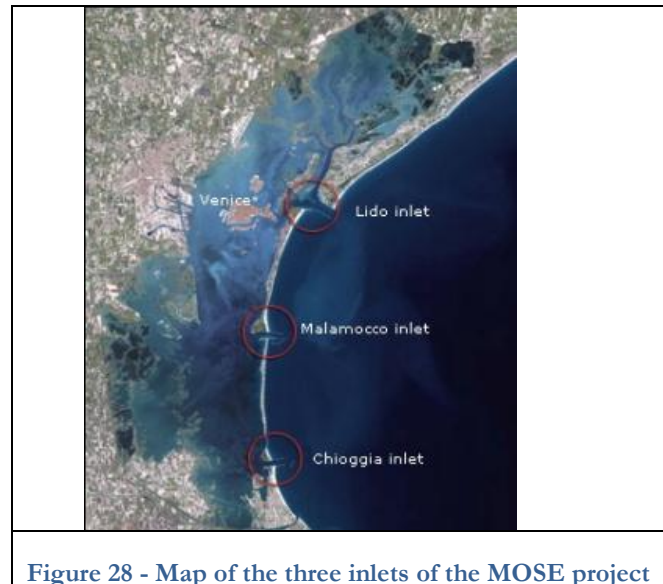 Venice
Lido inlet
Malamocco inlet
Chioggia inlet
Figure 28 - Map of the three inlets of the MOSE project